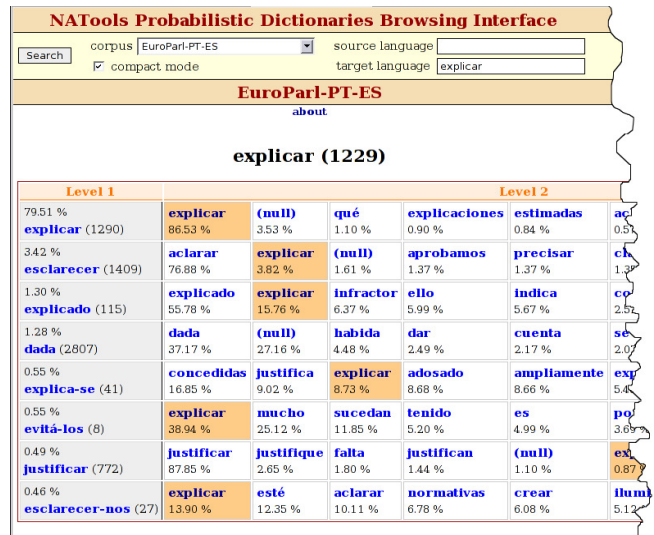 NATools Probabilistic Dictionaries Browsing Interface
Search corpus EuroParl-PT-ES source language
compact mode target language explicar
EuroParl-PT-ES
about
explicar (1229)
Level 1 Level 2
79.51 % explicar (null) qué explicaciones estimadas
explicar (1290) 86.53 % 3.53 % 1.10 % 0.90 % 0.84 %
3.42 % aclarar explicar (null) aprobamos precisar
esclarecer (1409) 76.88 % 3.82 % 1.61 % 1.37 % 1.37 %
1.30 % explicado explicar infractor ello indica
explicado (115) 55.78 % 15.76 % 6.37 % 5.99 % 5.67 %
1.28 % dada (null) habida dar cuenta se
dada (2807) 37.17 % 27.16 % 4.48 % 2.49 % 2.17 %
0.55 % concedidas justifica explicar adosado ampliamente
explica-se (41) 16.85 % 9.02 % 8.73 % 8.68 % 8.66 %
0.55 % explicar mucho sucedan tenido es
evitá-los (8) 38.94 % 25.12 % 11.85 % 5.20 % 4.99 % 3.69 %
0.49 % justificar justifique falta justifican (null)
justificar (772) 87.85 % 2.65 % 1.80 % 1.44 % 1.10 % 0.87 %
0.46 % explicar esté aclarar normativas crear
esclarecer-nos (27) 13.90 % 12.35 % 10.11 % 6.78 % 6.08 % 5.12